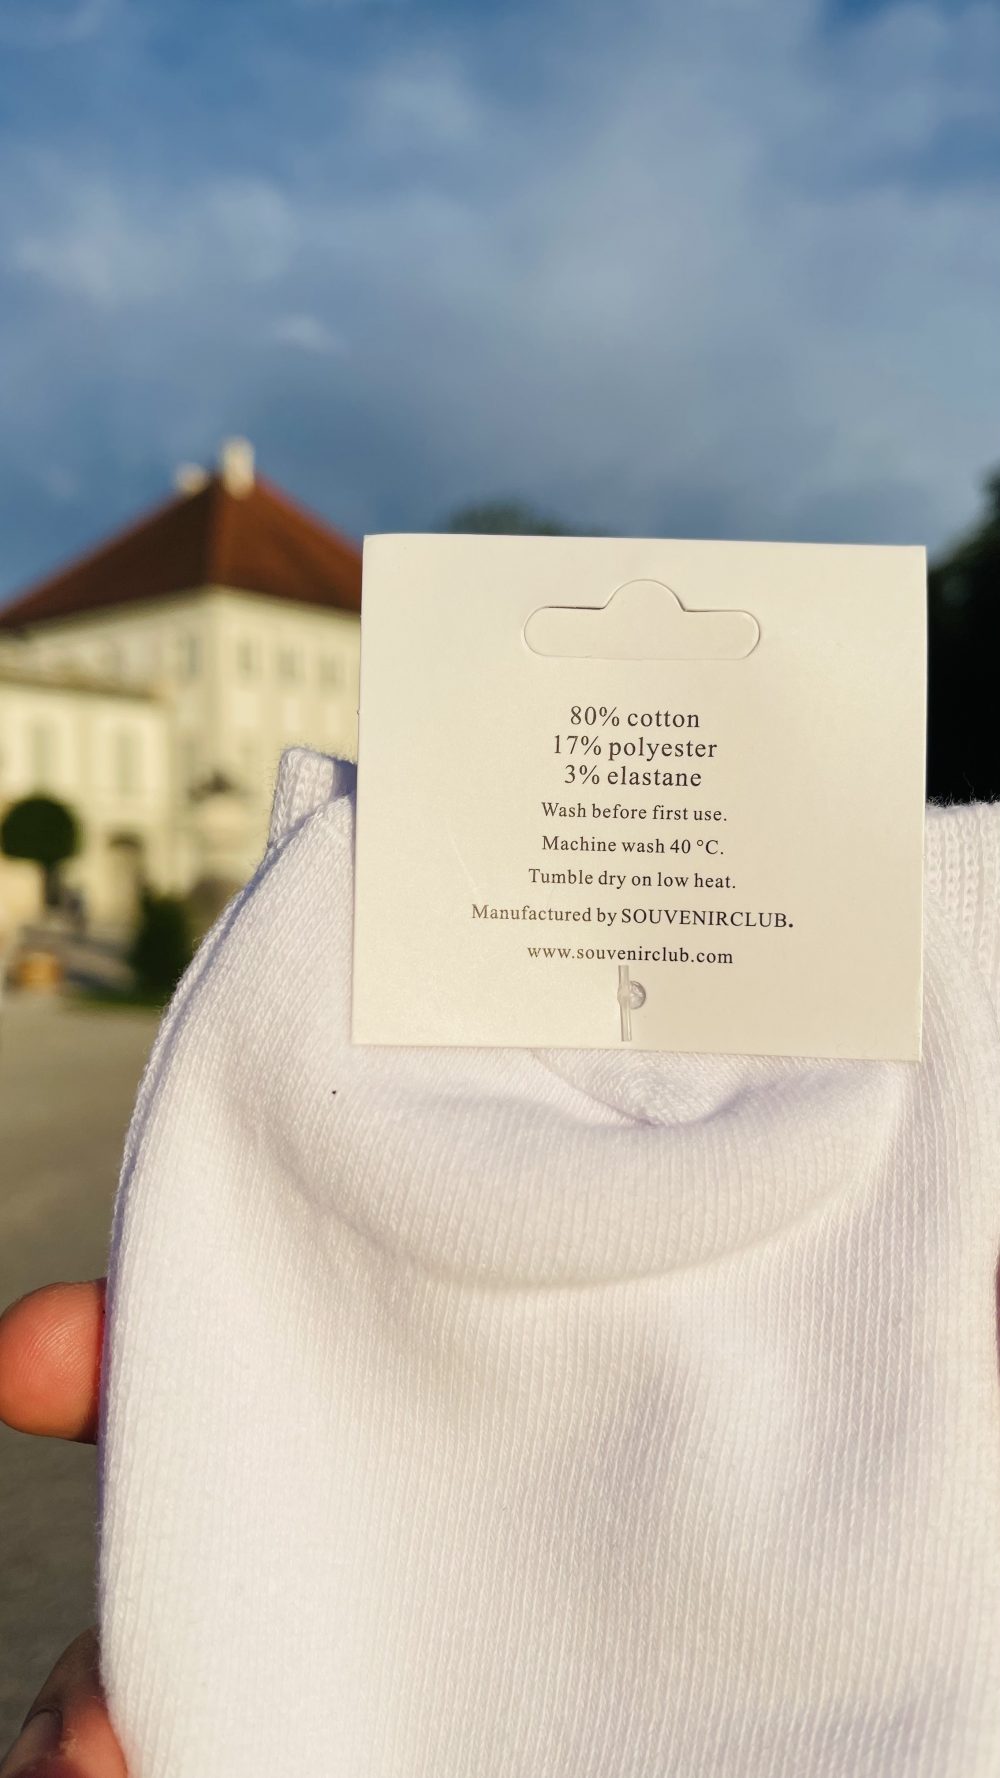 80% cotton
17% polyester
3% elastane
Wash before first use.
Machine wash 40 °C.
Tumble dry on low heat.
Manufactured by SOUVENIRCLUB.
www.souvenirclub.com